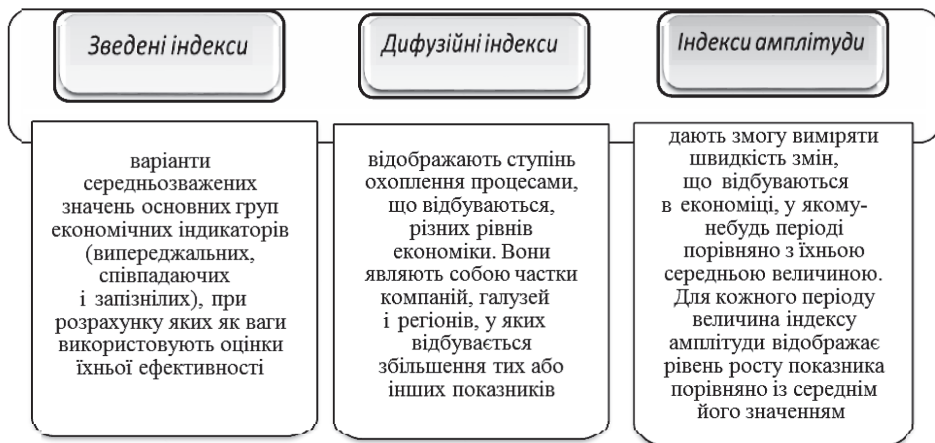 Зведені індекси
Дифузійні індекси
Індекси амплітуди
варіанти
середньозважених
значень основних груп
економічних індикаторів
(випереджальних,
співпадаючих
і запізнілих), при
розрахунку яких як ваги
використовують оцінки
їхньої ефективності
відображають ступінь
охоплення процесами,
що відбуваються,
різних рівнів
економіки. Вони
являють собою частки
компаній, галузей
і регіонів, у яких
відбувається
збільшення тих або
інших показників
дають змогу виміряти
швидкість змін,
що відбуваються
в економіці, у якому-
небудь періоді
порівняно з їхньою
середньою величиною.
Для кожного періоду
величина індексу
амплітуди відображає
рівень росту показника
порівняно із середнім
його значенням